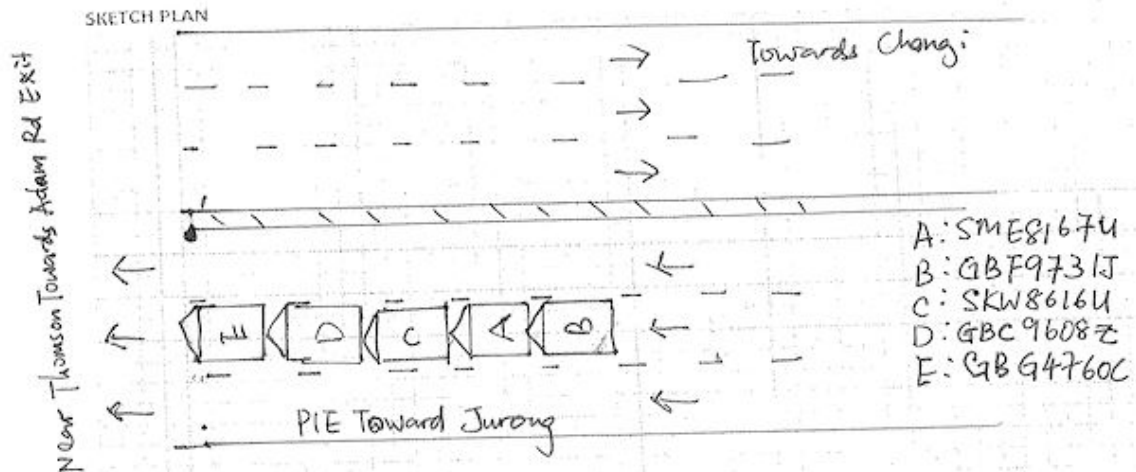 SKETCH PLAN
Near Thomson Towards Adam Rd Exit
Towards Changi
A: SME8167U
B: GBF9731J
C: SKW8616U
D: GBC9608Z
E: GBG4760C
E D C A B
PIE Toward Jurong